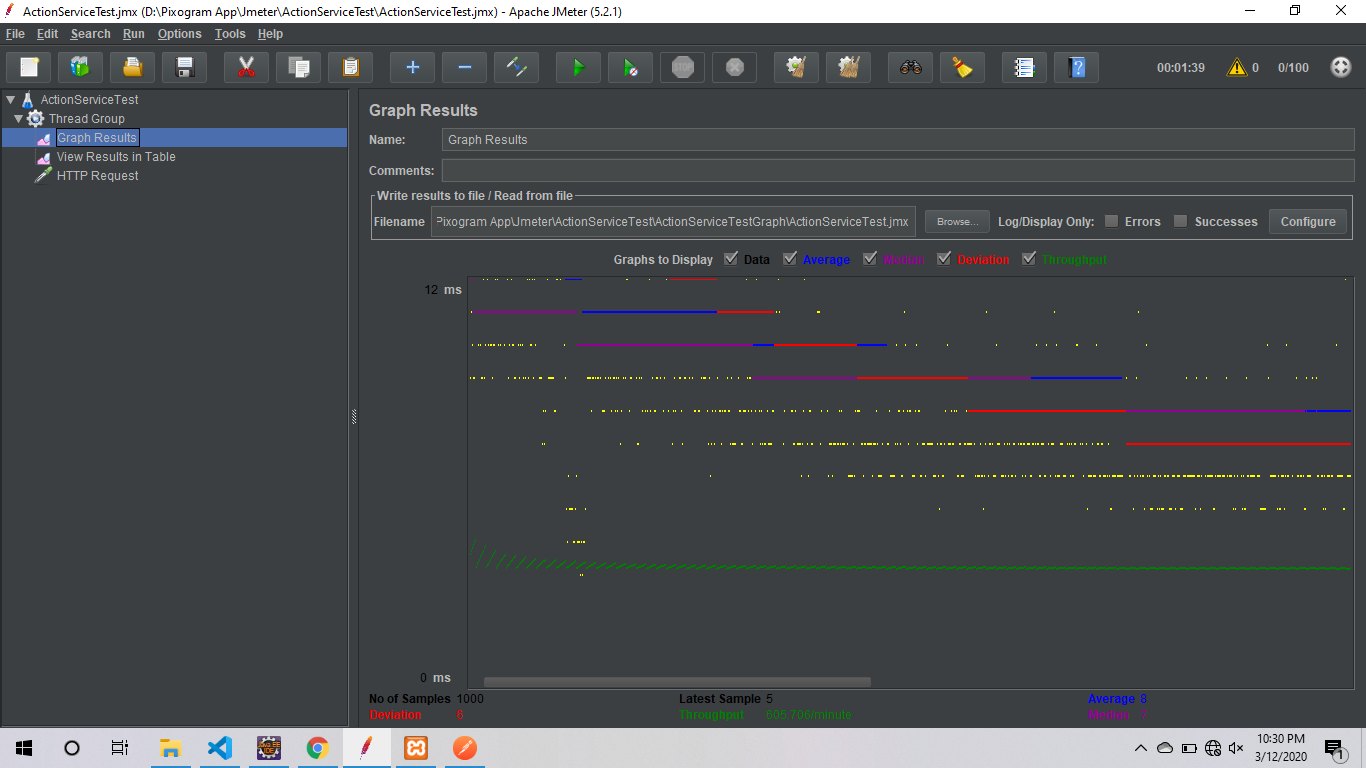 ActionServiceTest.jmx (D:\Pixogram App\Jmeter\ActionServiceTest\ActionServiceTest.jmx) - Apache JMeter (5.2.1)
File Edit Search Run Options Tools Help
00:01:39 0 0/100
ActionServiceTest
Thread Group
Graph Results
View Results in Table
HTTP Request
Graph Results
Name: Graph Results
Comments:
Write results to file / Read from file
Filename Pixogram App\Jmeter\ActionServiceTest\ActionServiceTestGraph\ActionServiceTest.jmx Browse... Log/Display Only: Errors Successes Configure
Graphs to Display Data Average Median Deviation Throughput
12 ms
0 ms
No of Samples 1000 Latest Sample 5 Average 8
Deviation 6 Throughput 605.706/minute Median 7
10:30 PM
3/12/2020
1